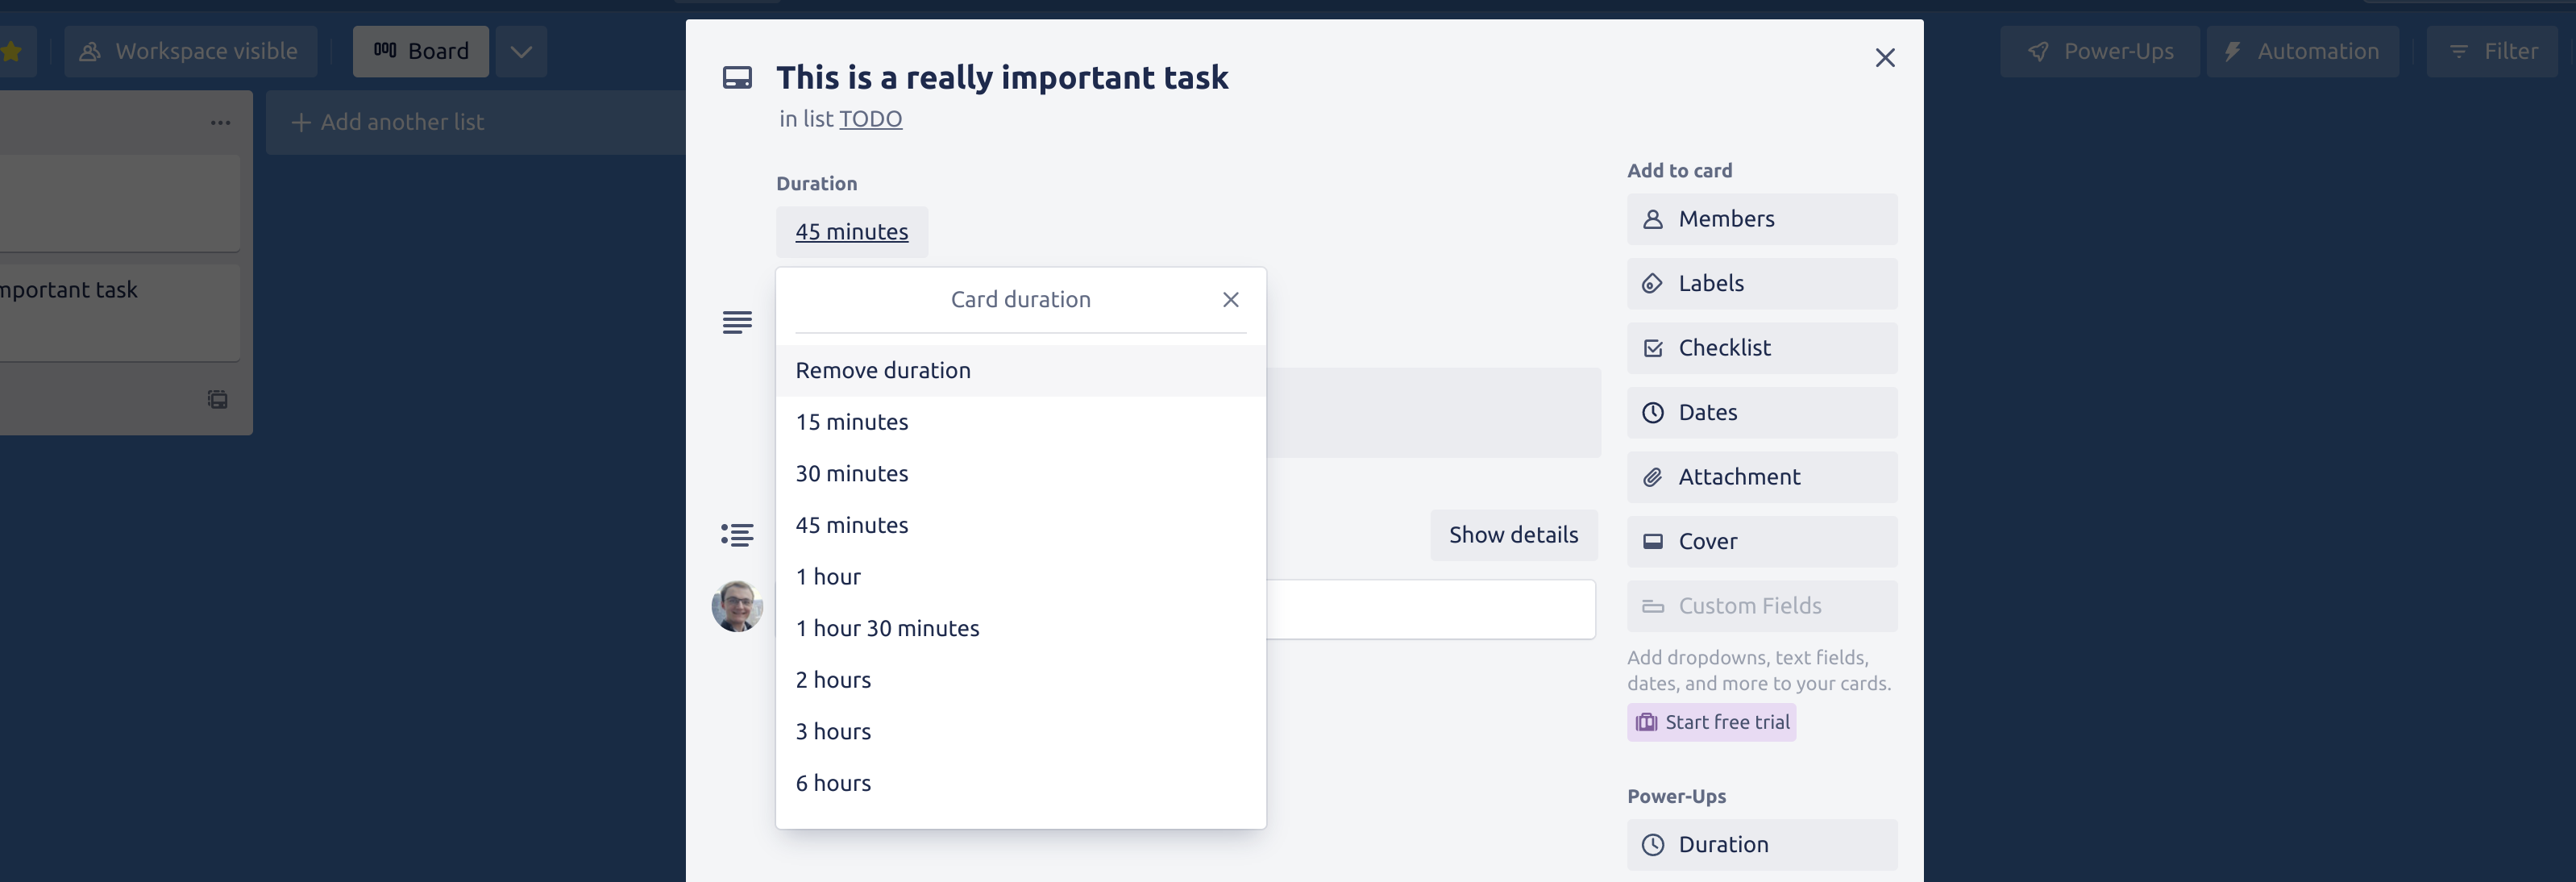 Workspace visible
Board
Power-Ups
Automation
Filter
Add another list
mportant task
This is a really important task
in list TODO
Duration
45 minutes
Card duration
Remove duration
15 minutes
30 minutes
45 minutes
1 hour
1 hour 30 minutes
2 hours
3 hours
6 hours
Show details
Add to card
Members
Labels
Checklist
Dates
Attachment
Cover
Custom Fields
Add dropdowns, text fields,
dates, and more to your cards.
Start free trial
Power-Ups
Duration